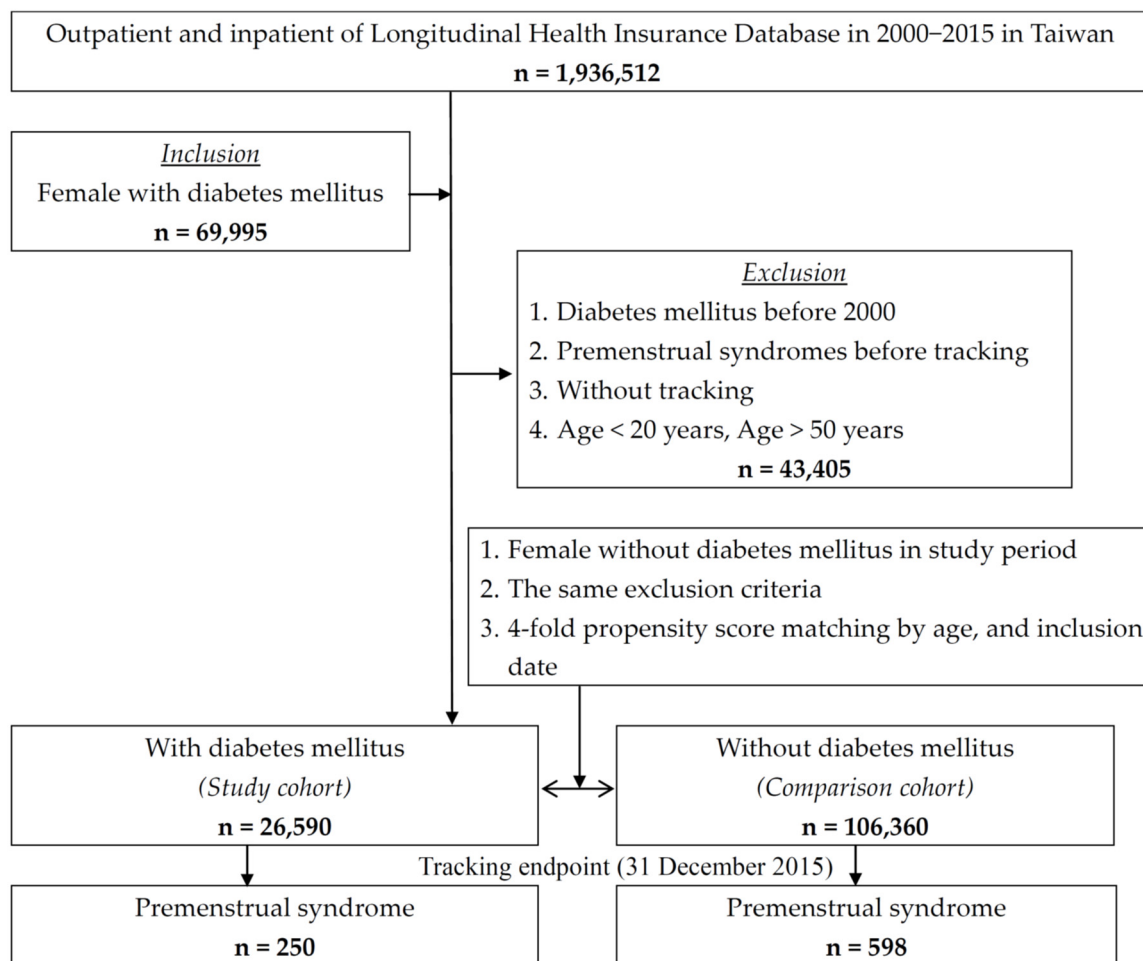 Outpatient and inpatient of Longitudinal Health Insurance Database in 2000–2015 in Taiwan
n = 1,936,512
Inclusion
Female with diabetes mellitus
n = 69,995
Exclusion
1. Diabetes mellitus before 2000
2. Premenstrual syndromes before tracking
3. Without tracking
4. Age < 20 years, Age > 50 years
n = 43,405
1. Female without diabetes mellitus in study period
2. The same exclusion criteria
3. 4-fold propensity score matching by age, and inclusion
date
With diabetes mellitus
(Study cohort)
n = 26,590
Without diabetes mellitus
(Comparison cohort)
n = 106,360
Tracking endpoint (31 December 2015)
Premenstrual syndrome
n = 250
Premenstrual syndrome
n = 598